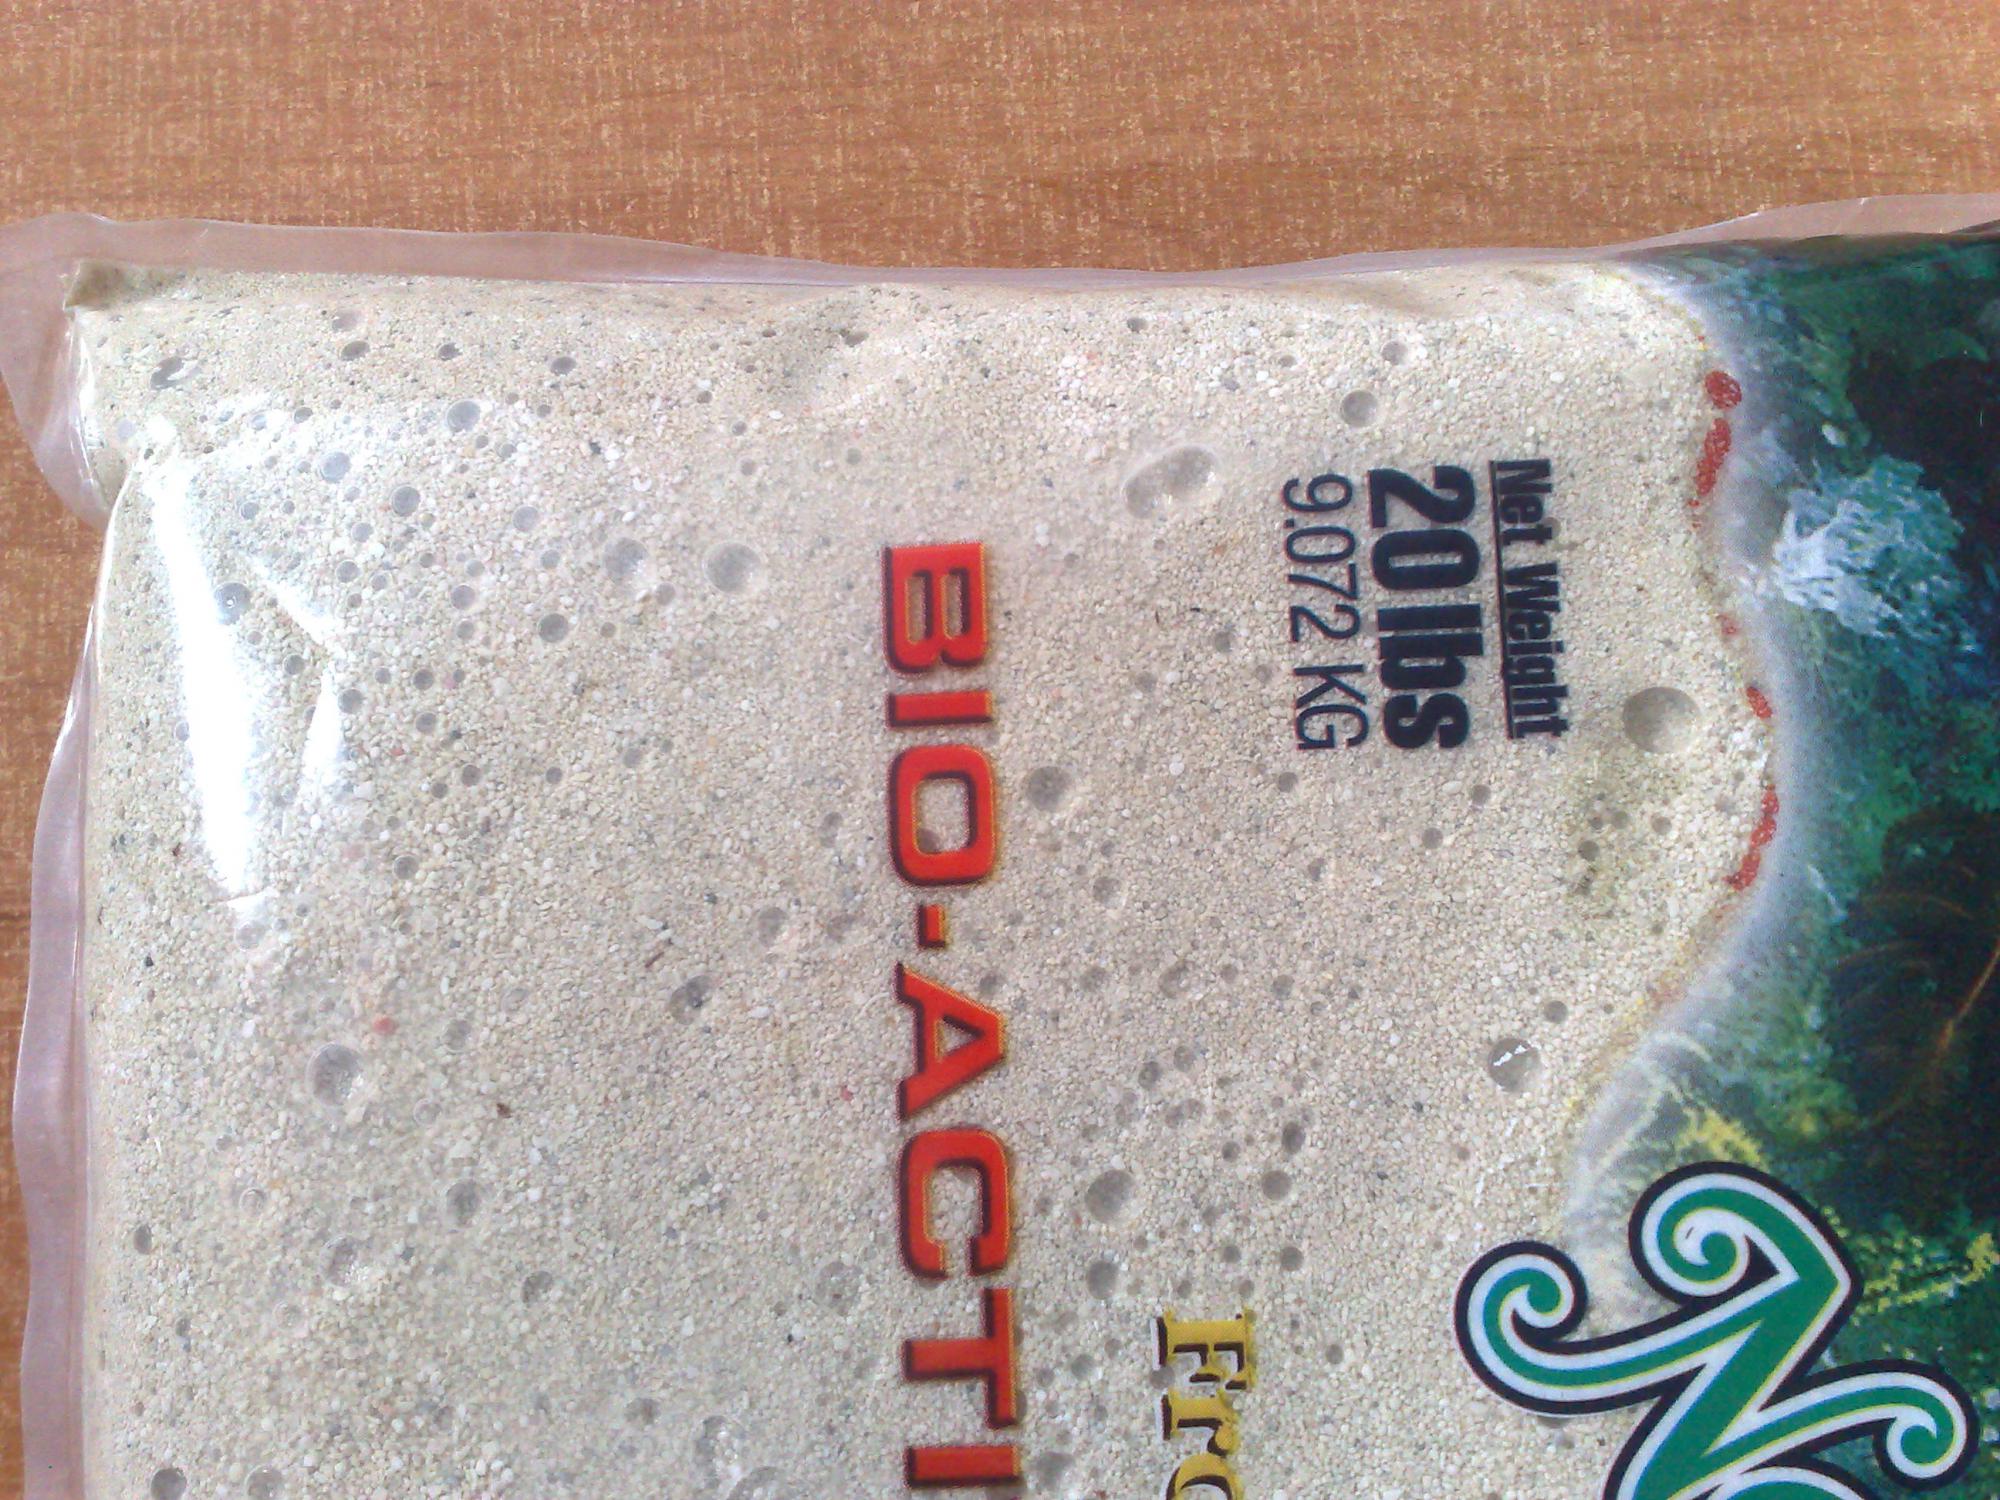 N
Net Weight
20 lbs
9.072 KG
Fro
BIO-ACTI